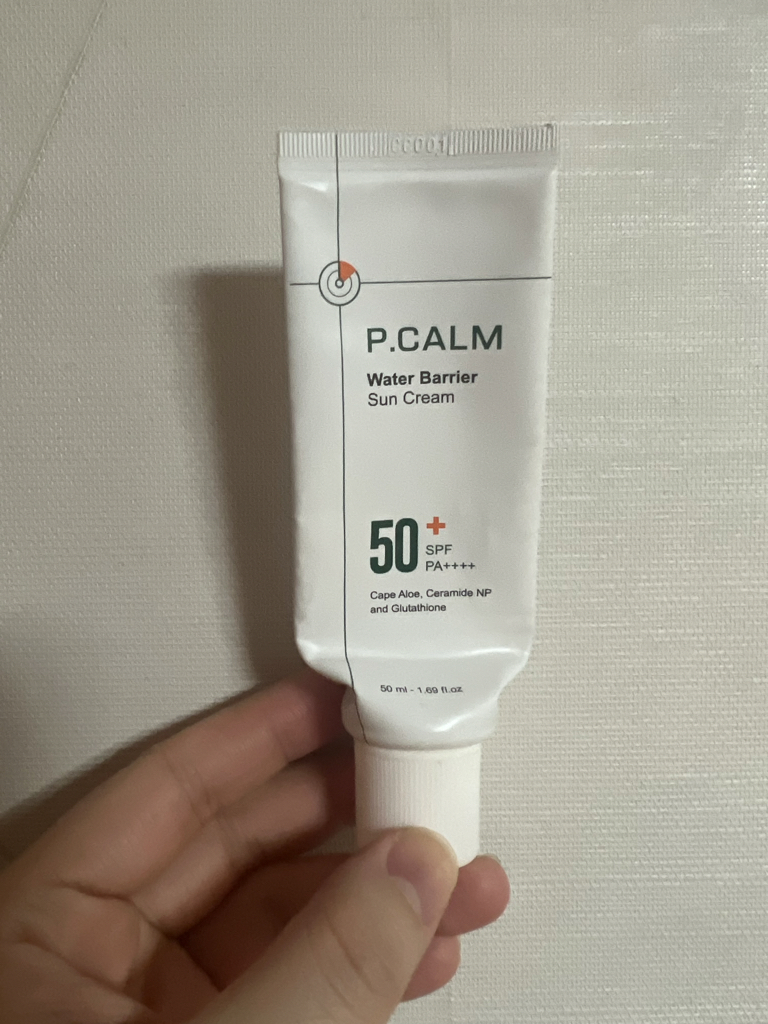 P.CALM
Water Barrier
Sun Cream
50+
SPF
PA++++
Cape Aloe, Ceramide NP
and Glutathione
50 ml - 1.69 fl.oz